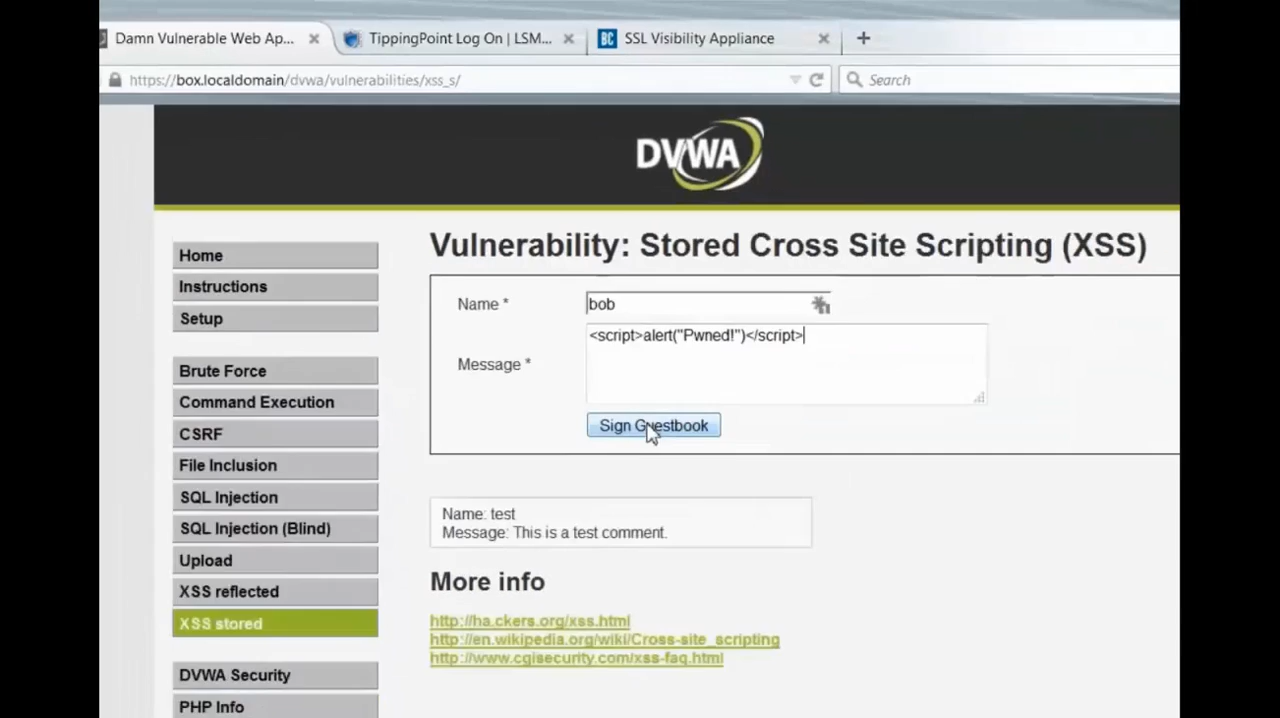 Damn Vulnerable Web Ap...
TippingPoint Log On | LSM...
BC
SSL Visibility Appliance
https://box.localdomain/dvwa/vulnerabilities/xss_s/
Search
DVWA
Vulnerability: Stored Cross Site Scripting (XSS)
Home
Instructions
Setup
Brute Force
Command Execution
CSRF
File Inclusion
SQL Injection
SQL Injection (Blind)
Upload
XSS reflected
XSS stored
DVWA Security
PHP Info
Name *
bob
Message *
<script>alert("Pwned!")</script>
Sign Guestbook
Name: test
Message: This is a test comment.
More info
http://ha.ckers.org/xss.html
http://en.wikipedia.org/wiki/Cross-site_scripting
http://www.cgisecurity.com/xss-faq.html